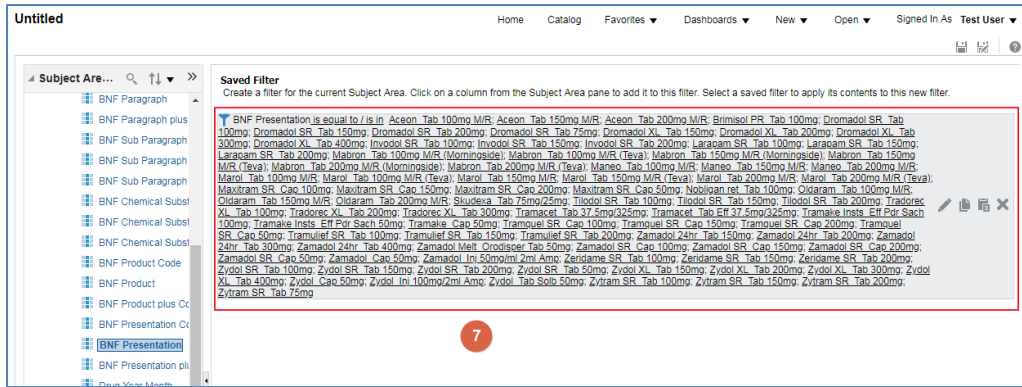 Untitled
Home Catalog Favorites ▼ Dashboards ▼ New ▼ Open ▼ Signed In As Test User ▼
Subject Are...
BNF Paragraph
BNF Paragraph plus
BNF Sub Paragraph
BNF Sub Paragraph
BNF Sub Paragraph
BNF Chemical Subst
BNF Chemical Subst
BNF Chemical Subst
BNF Product Code
BNF Product
BNF Product plus Co
BNF Presentation Co
BNF Presentation
BNF Presentation plu
Drug Year Month
Saved Filter
Create a filter for the current Subject Area. Click on a column from the Subject Area pane to add it to this filter. Select a saved filter to apply its contents to this new filter.
BNF Presentation is equal to / is in Aceon_Tab 100mg M/R; Aceon_Tab 150mg M/R; Aceon_Tab 200mg M/R; Brimisol PR_Tab 100mg; Dromadol SR_Tab
100mg; Dromadol SR_Tab 150mg; Dromadol SR_Tab 200mg; Dromadol SR_Tab 75mg; Dromadol XL_Tab 150mg; Dromadol XL_Tab 200mg; Dromadol XL_Tab
300mg; Dromadol XL_Tab 400mg; Invodol SR_Tab 100mg; Invodol SR_Tab 150mg; Invodol SR_Tab 200mg; Larapam SR_Tab 100mg; Larapam SR_Tab 150mg;
Larapam SR_Tab 200mg; Mabron_Tab 100mg M/R (Morningside); Mabron_Tab 100mg M/R (Teva); Mabron_Tab 150mg M/R (Morningside); Mabron_Tab 150mg
M/R (Teva); Mabron_Tab 200mg M/R (Morningside); Mabron_Tab 200mg M/R (Teva); Maneo_Tab 100mg M/R; Maneo_Tab 150mg M/R; Maneo_Tab 200mg M/R;
Marol_Tab 100mg M/R; Marol_Tab 100mg M/R (Teva); Marol_Tab 150mg M/R; Marol_Tab 150mg M/R (Teva); Marol_Tab 200mg M/R; Marol_Tab 200mg M/R (Teva);
Maxitram SR_Cap 100mg; Maxitram SR_Cap 150mg; Maxitram SR_Cap 200mg; Maxitram SR_Cap 50mg; Nobligan ret_Tab 100mg; Oldaram_Tab 100mg M/R;
Oldaram_Tab 150mg M/R; Oldaram_Tab 200mg M/R; Skudexa_Tab 75mg/25mg; Tilodol SR_Tab 100mg; Tilodol SR_Tab 150mg; Tilodol SR_Tab 200mg; Tradorec
XL_Tab 100mg; Tradorec XL_Tab 200mg; Tradorec XL_Tab 300mg; Tramacet_Tab 37.5mg/325mg; Tramacet_Tab Eff 37.5mg/325mg; Tramake Insts_Eff Pdr Sach
100mg; Tramake Insts_Eff Pdr Sach 50mg; Tramake_Cap 50mg; Tramquel SR_Cap 100mg; Tramquel SR_Cap 150mg; Tramquel SR_Cap 200mg; Tramquel
SR_Cap 50mg; Tramulief SR_Tab 100mg; Tramulief SR_Tab 150mg; Tramulief SR_Tab 200mg; Zamadol 24hr_Tab 150mg; Zamadol 24hr_Tab 200mg; Zamadol
24hr_Tab 300mg; Zamadol 24hr_Tab 400mg; Zamadol Melt_Orodisper Tab 50mg; Zamadol SR_Cap 100mg; Zamadol SR_Cap 150mg; Zamadol SR_Cap 200mg;
Zamadol SR_Cap 50mg; Zamadol_Cap 50mg; Zamadol_Inj 50mg/ml 2ml Amp; Zeridame SR_Tab 100mg; Zeridame SR_Tab 150mg; Zeridame SR_Tab 200mg;
Zydol SR_Tab 100mg; Zydol SR_Tab 150mg; Zydol SR_Tab 200mg; Zydol SR_Tab 50mg; Zydol XL_Tab 150mg; Zydol XL_Tab 200mg; Zydol XL_Tab 300mg; Zydol
XL_Tab 400mg; Zydol_Cap 50mg; Zydol_Inj 100mg/2ml Amp; Zydol_Tab Solb 50mg; Zytram SR_Tab 100mg; Zytram SR_Tab 150mg; Zytram SR_Tab 200mg;
Zytram SR_Tab 75mg
7